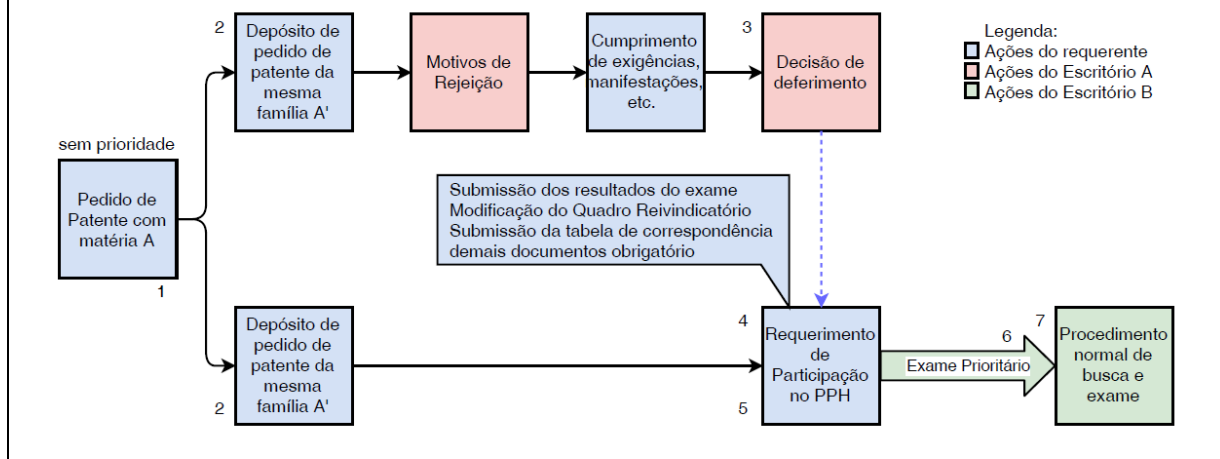 2
Depósito de
pedido de
patente da
mesma
família A'
Motivos de
Rejeição
Cumprimento
de exigências,
manifestações,
etc.
3
Decisão de
deferimento
Legenda:
Ações do requerente
Ações do Escritório A
Ações do Escritório B
sem prioridade
Pedido de
Patente com
matéria A
1
Submissão dos resultados do exame
Modificação do Quadro Reivindicatório
Submissão da tabela de correspondência
demais documentos obrigatório
2
Depósito de
pedido de
patente da
mesma
família A'
4
5
Requerimento
de
Participação
no PPH
6
Exame Prioritário
7
Procedimento
normal de
busca e
exame